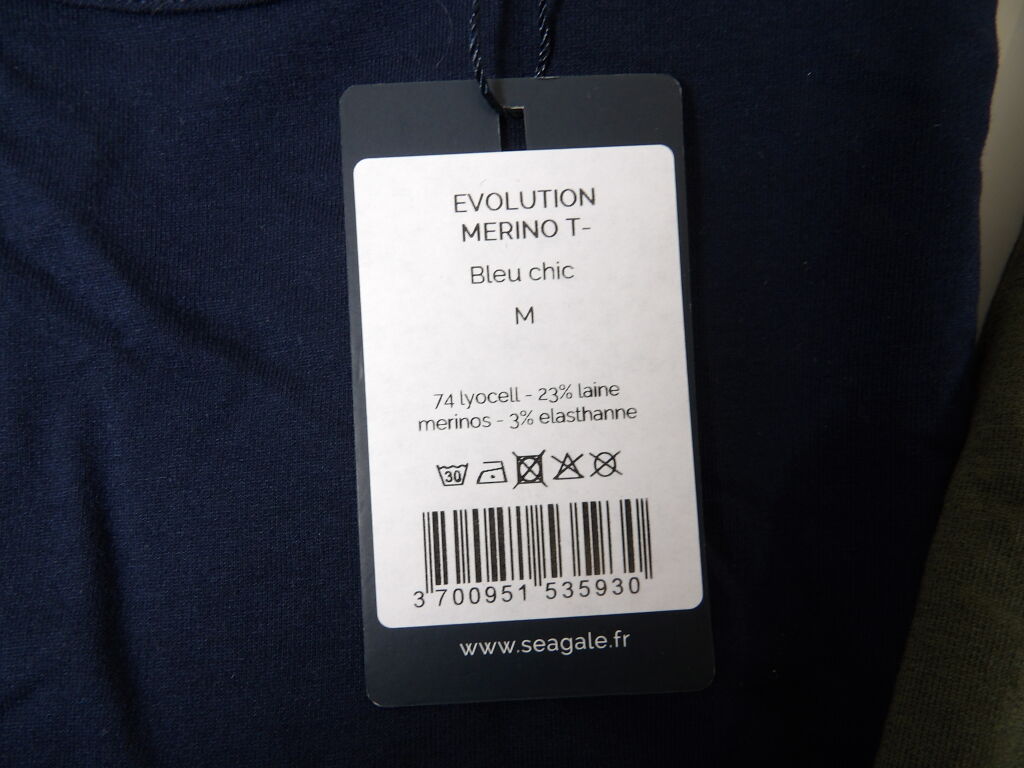 EVOLUTION
MERINO T-
Bleu chic
M
74 lyocell - 23% laine
merinos - 3% elasthanne
30
3 700951 535930
www.seagale.fr